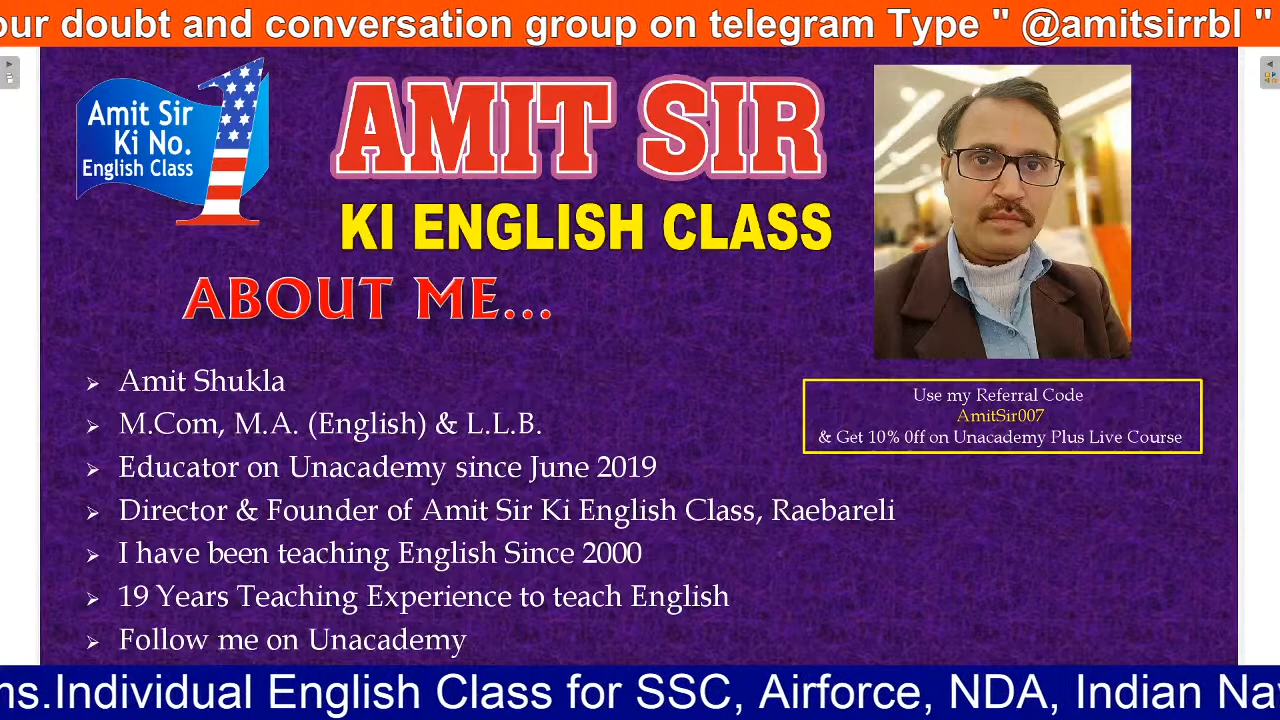 our doubt and conversation group on telegram Type " @amitsirrbl "
Amit Sir
Ki No.
English Class
1
AMIT SIR
KI ENGLISH CLASS
ABOUT ME...
Amit Shukla
M.Com, M.A. (English) & L.L.B.
Educator on Unacademy since June 2019
Director & Founder of Amit Sir Ki English Class, Raebareli
I have been teaching English Since 2000
19 Years Teaching Experience to teach English
Follow me on Unacademy
Use my Referral Code
AmitSir007
& Get 10% 0ff on Unacademy Plus Live Course
ms.Individual English Class for SSC, Airforce, NDA, Indian Nav